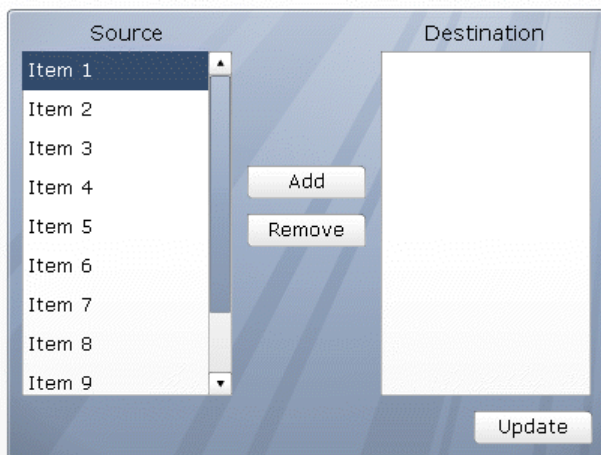 Source
Destination
Item 1
Item 2
Item 3
Item 4
Item 5
Item 6
Item 7
Item 8
Item 9
Add
Remove
Update